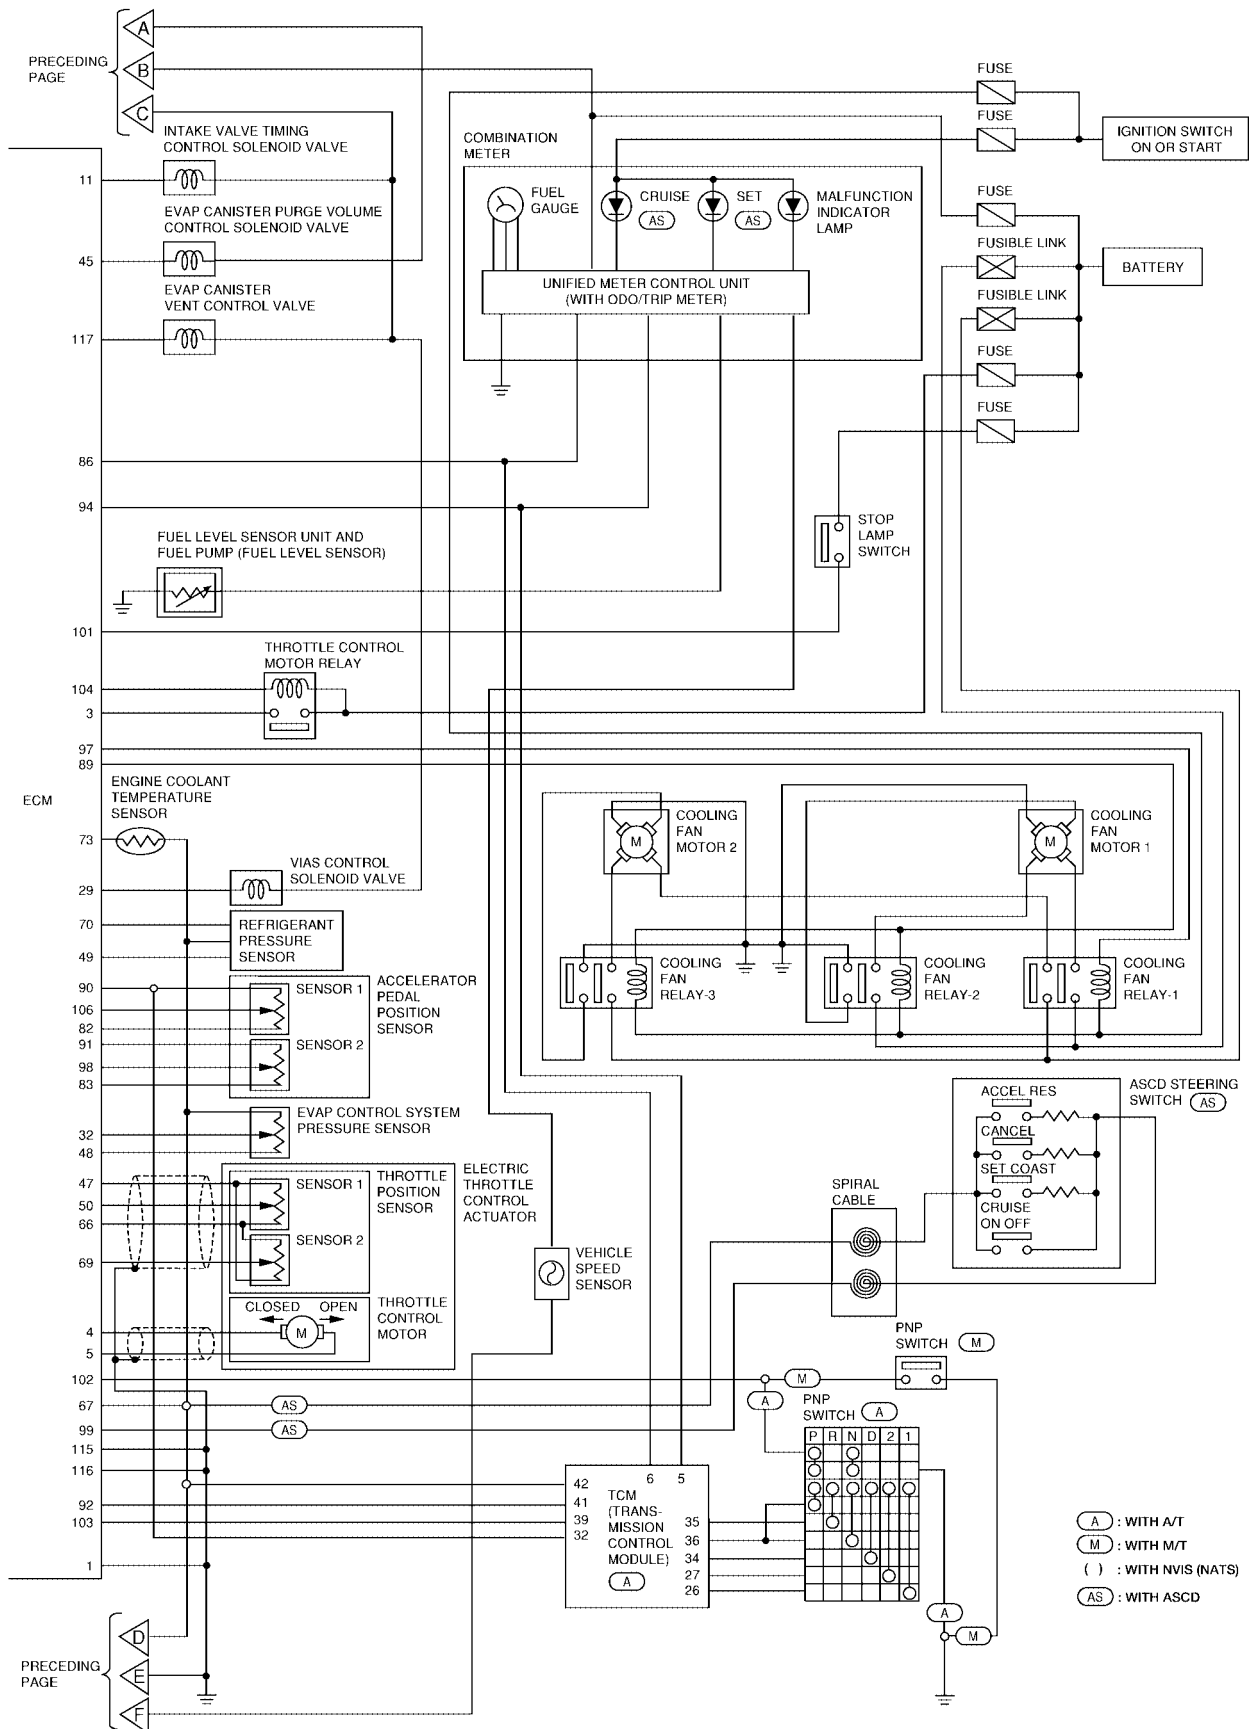 A
PRECEDING
PAGE
B
C
INTAKE VALVE TIMING
CONTROL SOLENOID VALVE
11
EVAP CANISTER PURGE VOLUME
CONTROL SOLENOID VALVE
45
EVAP CANISTER
VENT CONTROL VALVE
117
COMBINATION
METER
FUEL
GAUGE
CRUISE
AS
SET
AS
MALFUNCTION
INDICATOR
LAMP
UNIFIED METER CONTROL UNIT
(WITH ODO/TRIP METER)
FUSE
FUSE
IGNITION SWITCH
ON OR START
FUSE
FUSIBLE LINK
BATTERY
FUSIBLE LINK
FUSE
FUSE
86
94
STOP
LAMP
SWITCH
FUEL LEVEL SENSOR UNIT AND
FUEL PUMP (FUEL LEVEL SENSOR)
101
THROTTLE CONTROL
MOTOR RELAY
104
3
97
89
ECM
ENGINE COOLANT
TEMPERATURE
SENSOR
73
VIAS CONTROL
SOLENOID VALVE
29
70
REFRIGERANT
PRESSURE
SENSOR
49
M
COOLING
FAN
MOTOR 2
M
COOLING
FAN
MOTOR 1
COOLING
FAN
RELAY-3
COOLING
FAN
RELAY-2
COOLING
FAN
RELAY-1
90
SENSOR 1
ACCELERATOR
PEDAL
POSITION
SENSOR
106
82
91
SENSOR 2
98
83
EVAP CONTROL SYSTEM
PRESSURE SENSOR
32
48
47
SENSOR 1
THROTTLE
POSITION
SENSOR
ELECTRIC
THROTTLE
CONTROL
ACTUATOR
50
66
SENSOR 2
69
CLOSED
OPEN
M
THROTTLE
CONTROL
MOTOR
4
5
VEHICLE
SPEED
SENSOR
SPIRAL
CABLE
ACCEL RES
CANCEL
SET COAST
CRUISE
ON OFF
ASCD STEERING
SWITCH AS
PNP
SWITCH M
102
M
A
67
AS
99
AS
115
116
92
103
1
PNP
SWITCH A
P R N D 2 1
6 5
42
41
39
32
TCM
(TRANS-
MISSION
CONTROL
MODULE)
A
35
36
34
27
26
A
M
A : WITH A/T
M : WITH M/T
( ) : WITH NVIS (NATS)
AS : WITH ASCD
D
PRECEDING
PAGE
E
F